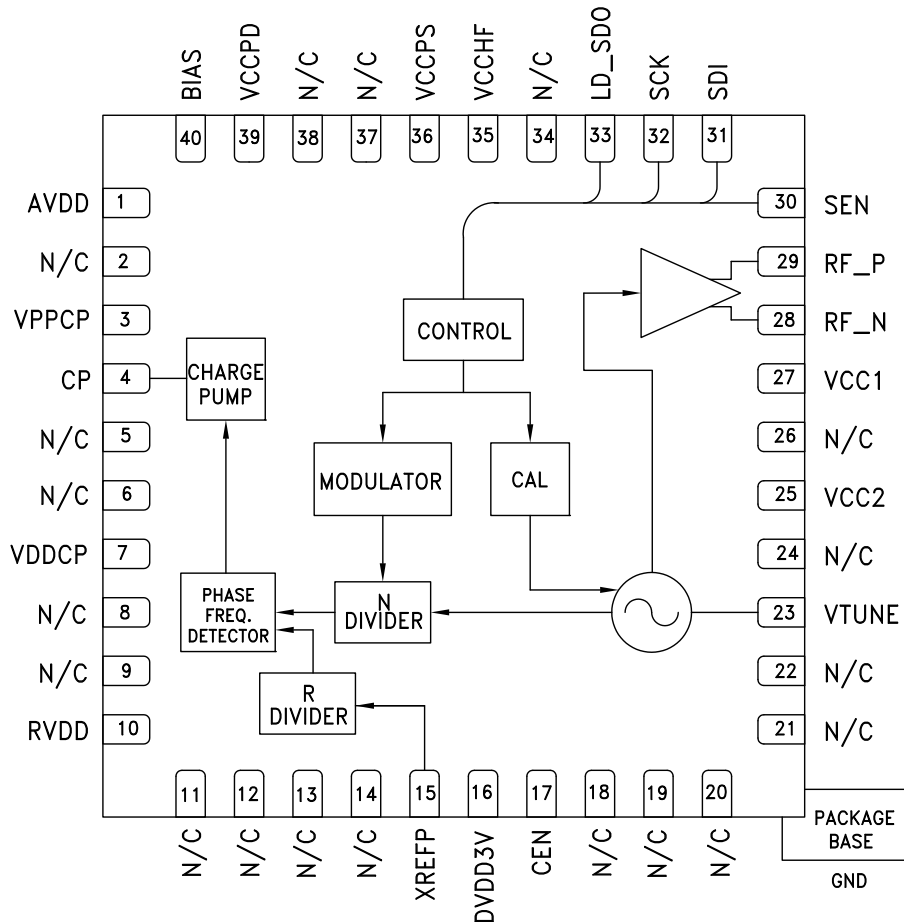 BIAS
VCCPD
N/C
N/C
VCCPS
VCCHF
N/C
LD_SDO
SCK
SDI
40
39
38
37
36
35
34
33
32
31
AVDD 1
30 SEN
N/C 2
29 RF_P
VPPCP 3
28 RF_N
CONTROL
CP 4
CHARGE
PUMP
27 VCC1
N/C 5
26 N/C
MODULATOR
CAL
N/C 6
25 VCC2
VDDCP 7
24 N/C
PHASE
FREQ.
DETECTOR
N
DIVIDER
N/C 8
23 VTUNE
N/C 9
22 N/C
R
DIVIDER
RVDD 10
21 N/C
11
12
13
14
15
16
17
18
19
20
N/C
N/C
N/C
N/C
XREFP
DVDD3V
CEN
N/C
N/C
N/C
PACKAGE
BASE
GND